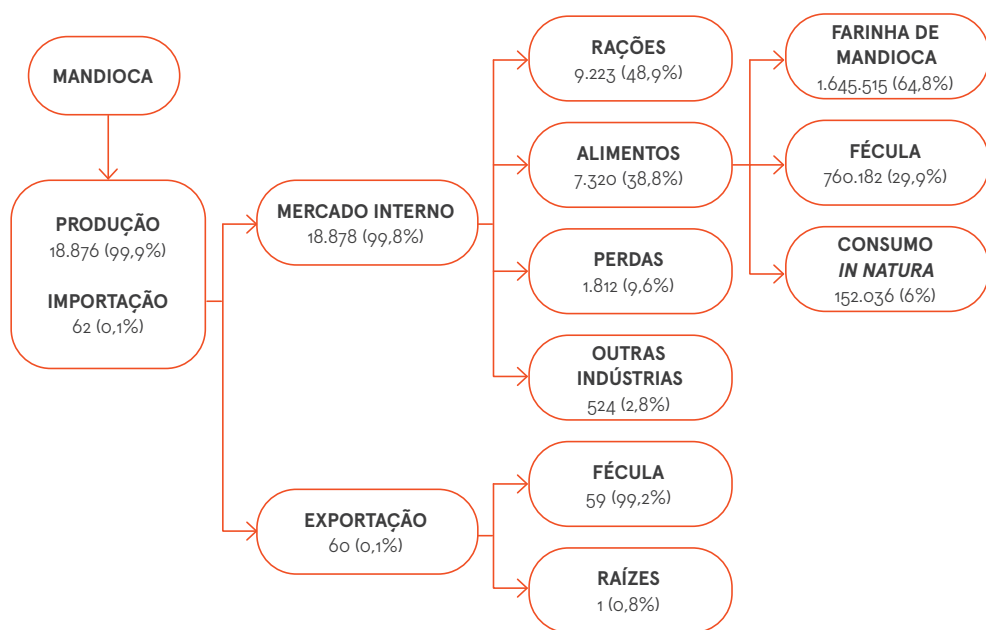 MANDIOCA
PRODUÇÃO
18.876 (99,9%)
IMPORTAÇÃO
62 (0,1%)
MERCADO INTERNO
18.878 (99,8%)
EXPORTAÇÃO
60 (0,1%)
RAÇÕES
9.223 (48,9%)
ALIMENTOS
7.320 (38,8%)
PERDAS
1.812 (9,6%)
OUTRAS
INDÚSTRIAS
524 (2,8%)
FÉCULA
59 (99,2%)
RAÍZES
1 (0,8%)
FARINHA DE
MANDIOCA
1.645.515 (64,8%)
FÉCULA
760.182 (29,9%)
CONSUMO
IN NATURA
152.036 (6%)